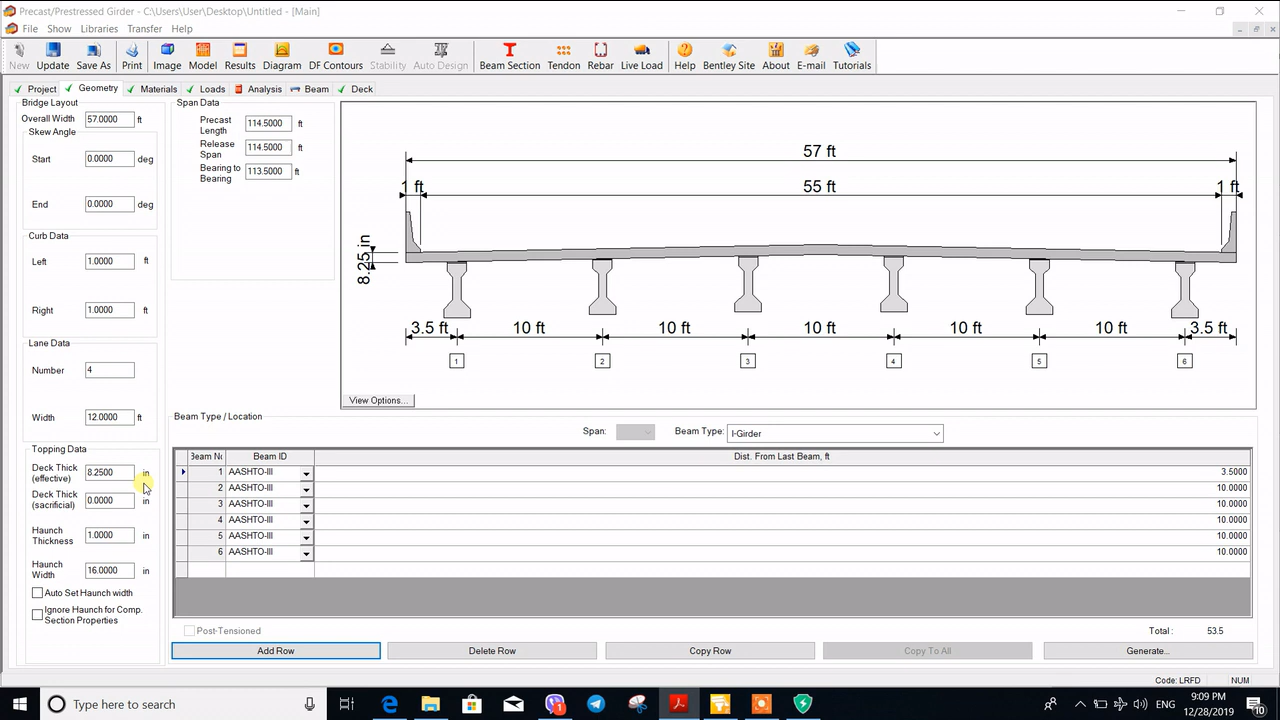 Precast/Prestressed Girder - C:\Users\User\Desktop\Untitled - [Main]
File Show Libraries Transfer Help
New Update Save As Print Image Model Results Diagram DF Contours Stability Auto Design Beam Section Tendon Rebar Live Load Help Bentley Site About E-mail Tutorials
Project Geometry Materials Loads Analysis Beam Deck
Bridge Layout
Overall Width 57.0000 ft
Skew Angle
Start 0.0000 deg
End 0.0000 deg
Curb Data
Left 1.0000 ft
Right 1.0000 ft
Lane Data
Number 4
Width 12.0000 ft
Topping Data
Deck Thick (effective) 8.2500 in
Deck Thick (sacrificial) 0.0000 in
Haunch Thickness 1.0000 in
Haunch Width 16.0000 in
Auto Set Haunch width
Ignore Haunch for Comp. Section Properties
Span Data
Precast Length 114.5000 ft
Release Span 114.5000 ft
Bearing to Bearing 113.5000 ft
57 ft
1 ft 55 ft 1 ft
8.25 in
3.5 ft 10 ft 10 ft 10 ft 10 ft 10 ft 3.5 ft
1 2 3 4 5 6
View Options...
Beam Type / Location
Span: Beam Type: I-Girder
Beam No Beam ID Dist. From Last Beam, ft
1 AASHTO-III 3.5000
2 AASHTO-III 10.0000
3 AASHTO-III 10.0000
4 AASHTO-III 10.0000
5 AASHTO-III 10.0000
6 AASHTO-III 10.0000
Post-Tensioned Total : 53.5
Add Row Delete Row Copy Row Copy To All Generate...
Code: LRFD NUM
Type here to search
ENG
9:09 PM
12/28/2019
10